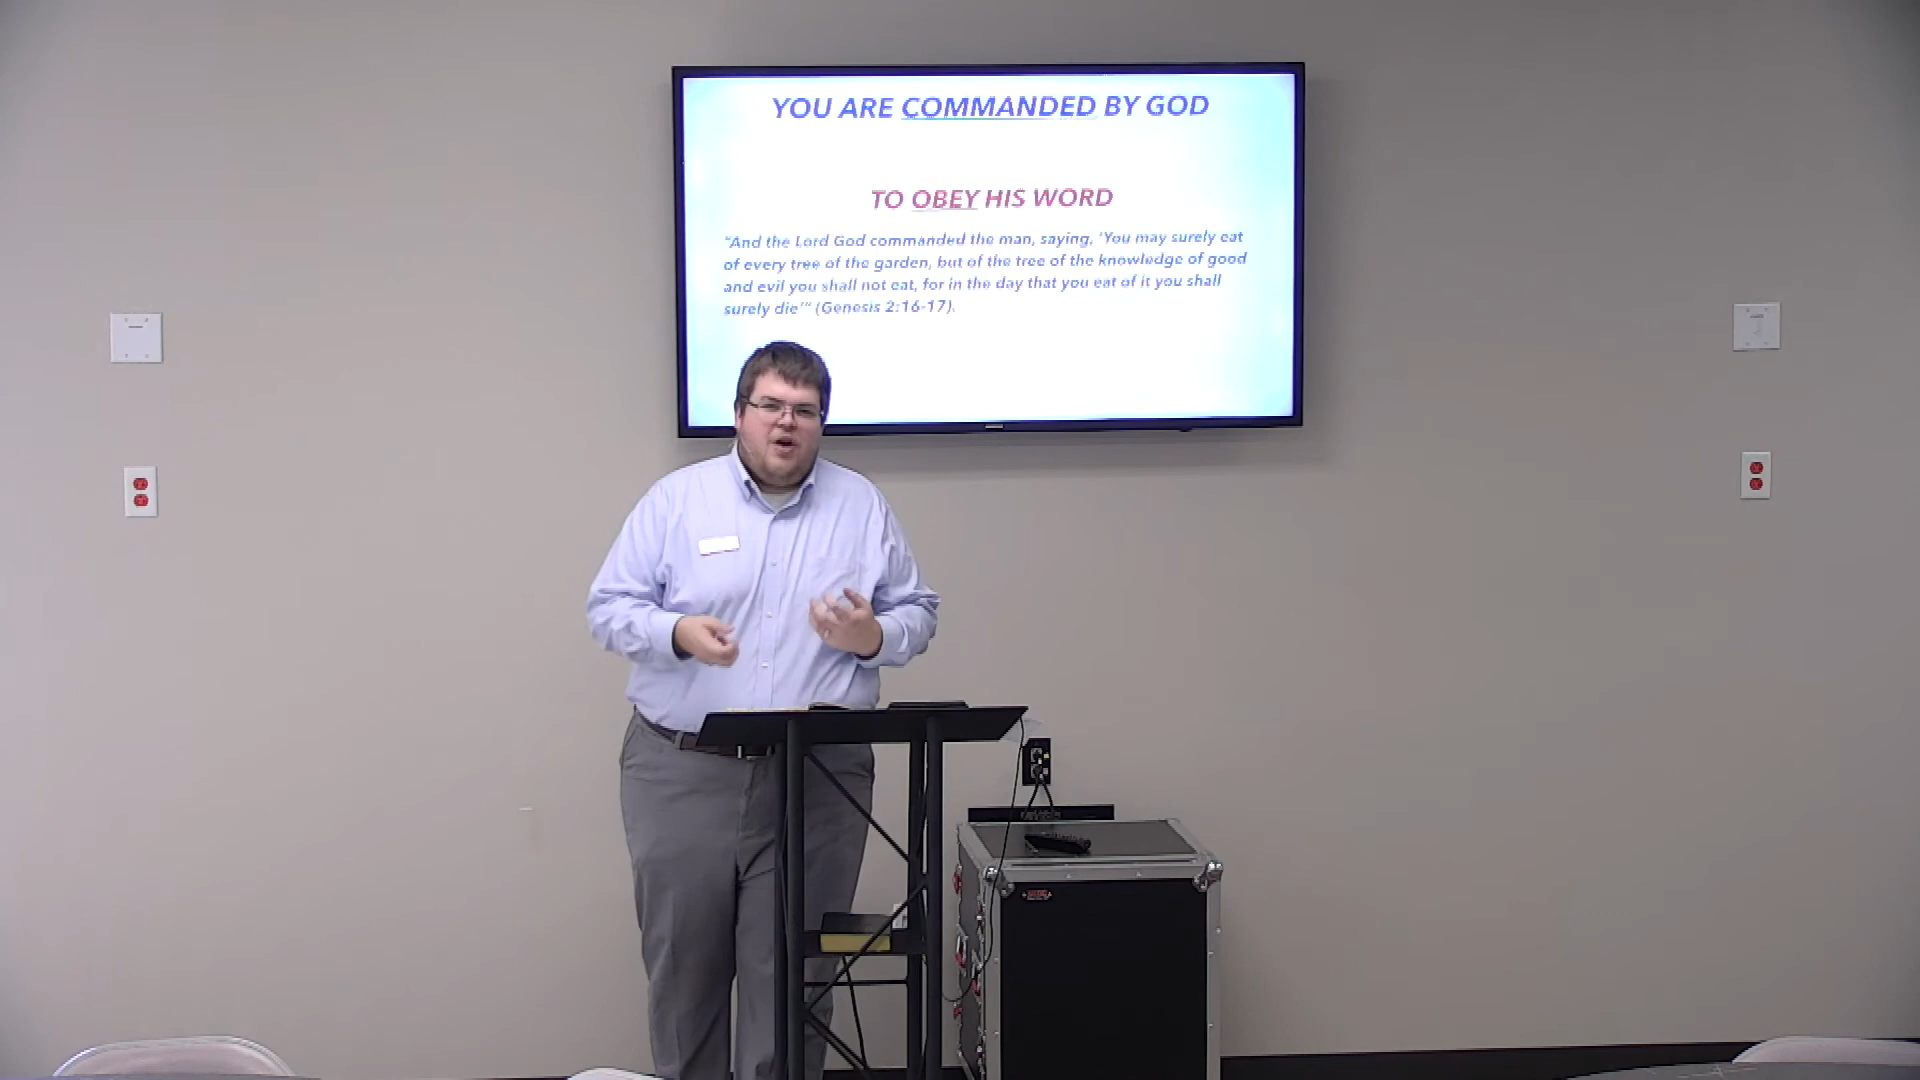 YOU ARE COMMANDED BY GOD
TO OBEY HIS WORD
"And the Lord God commanded the man, saying, 'You may surely eat
of every tree of the garden, but of the tree of the knowledge of good
and evil you shall not eat, for in the day that you eat of it you shall
surely die'" (Genesis 2:16-17).